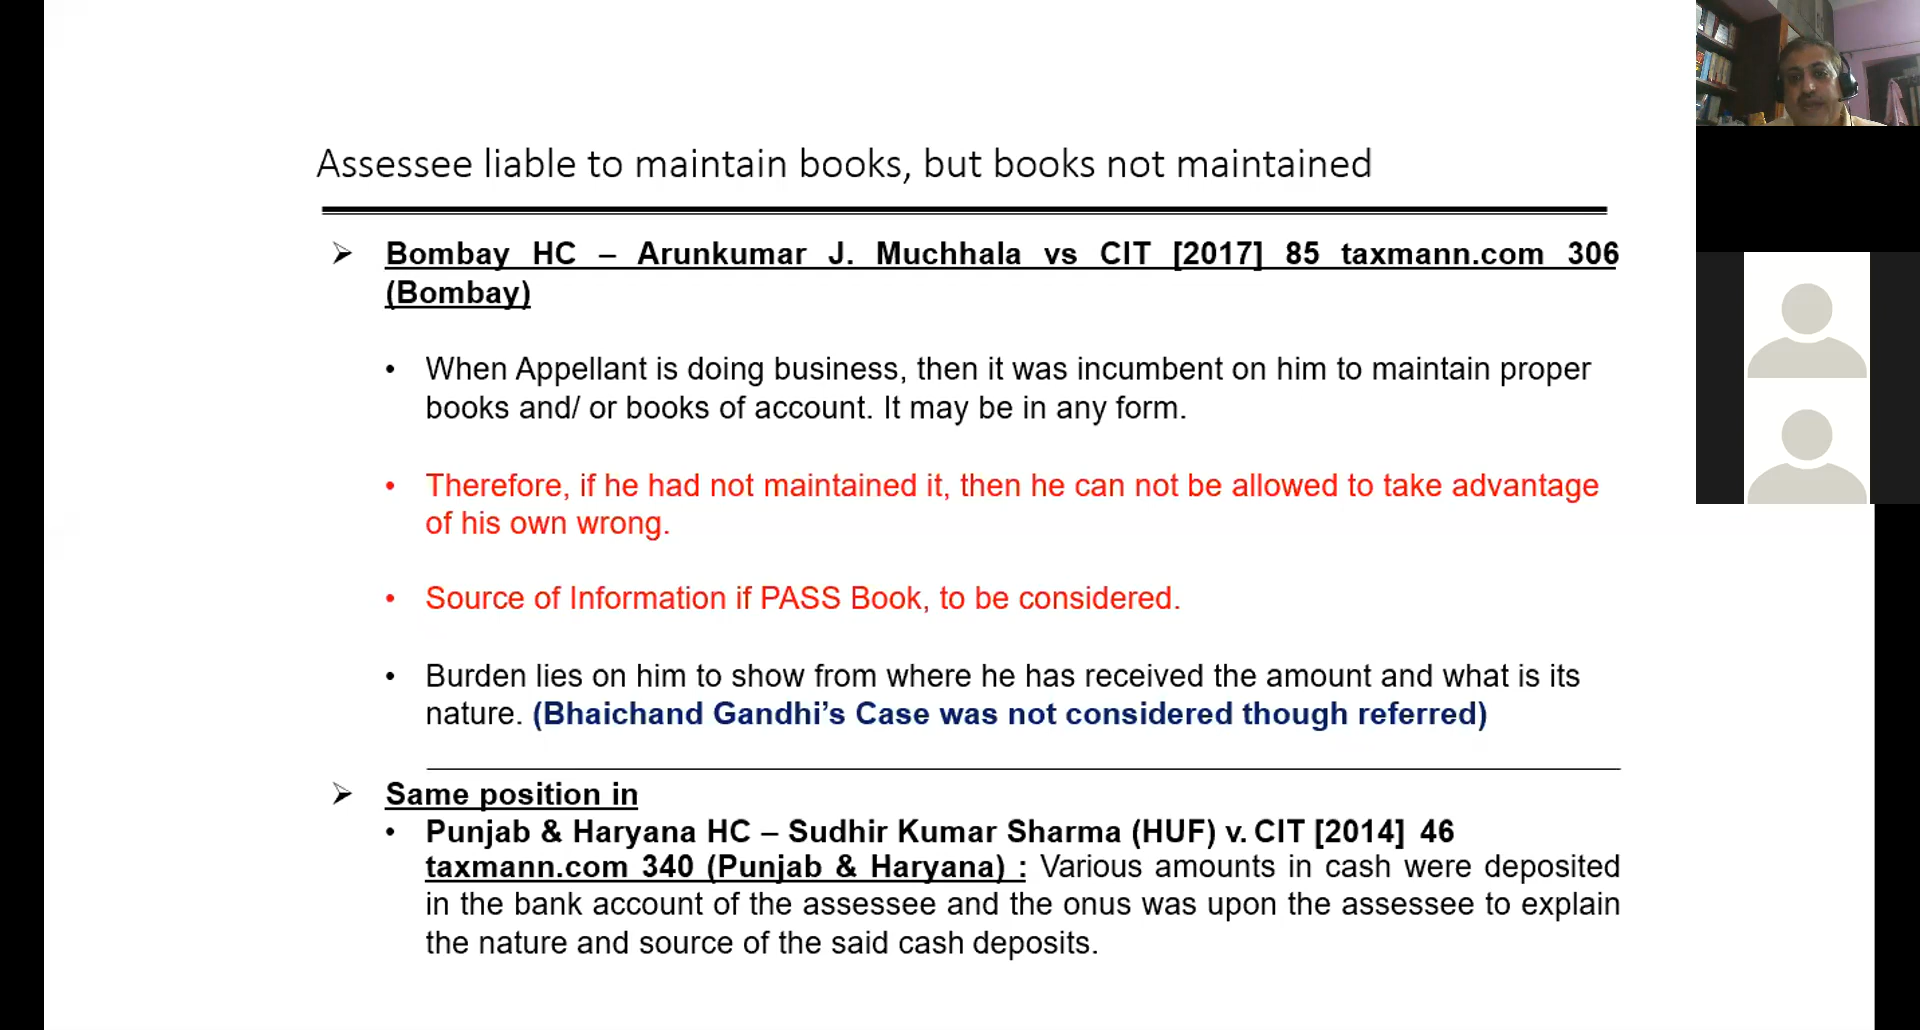 Assessee liable to maintain books, but books not maintained
➢ Bombay HC – Arunkumar J. Muchhala vs CIT [2017] 85 taxmann.com 306
(Bombay)
• When Appellant is doing business, then it was incumbent on him to maintain proper
books and/ or books of account. It may be in any form.
• Therefore, if he had not maintained it, then he can not be allowed to take advantage
of his own wrong.
• Source of Information if PASS Book, to be considered.
• Burden lies on him to show from where he has received the amount and what is its
nature. (Bhaichand Gandhi’s Case was not considered though referred)
➢ Same position in
• Punjab & Haryana HC – Sudhir Kumar Sharma (HUF) v. CIT [2014] 46
taxmann.com 340 (Punjab & Haryana) : Various amounts in cash were deposited
in the bank account of the assessee and the onus was upon the assessee to explain
the nature and source of the said cash deposits.